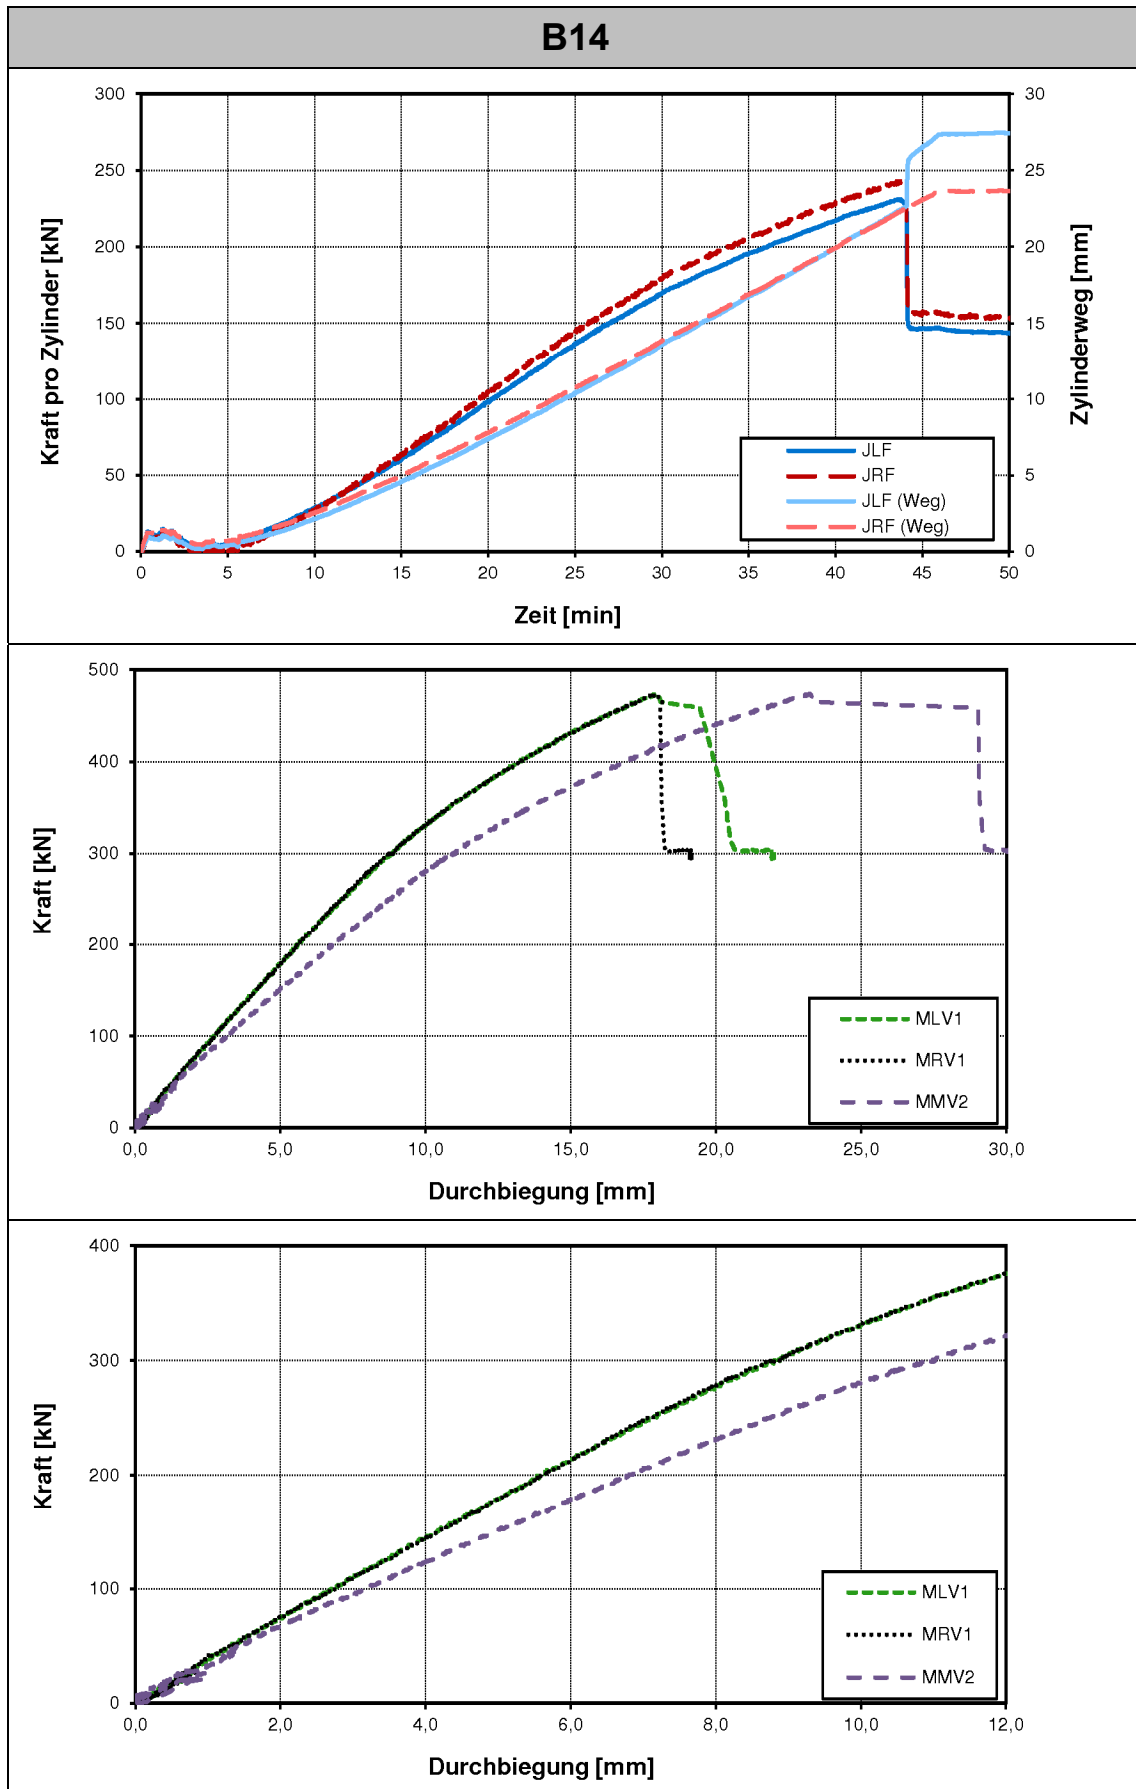 B14
300 30
250 25
200 20
150 15
100 10
50 5
0 0
Kraft pro Zylinder [kN]
Zylinderweg [mm]
JLF
JRF
JLF (Weg)
JRF (Weg)
0 5 10 15 20 25 30 35 40 45 50
Zeit [min]
500
400
300
200
100
0
Kraft [kN]
MLV1
MRV1
MMV2
0,0 5,0 10,0 15,0 20,0 25,0 30,0
Durchbiegung [mm]
400
300
200
100
0
Kraft [kN]
MLV1
MRV1
MMV2
0,0 2,0 4,0 6,0 8,0 10,0 12,0
Durchbiegung [mm]